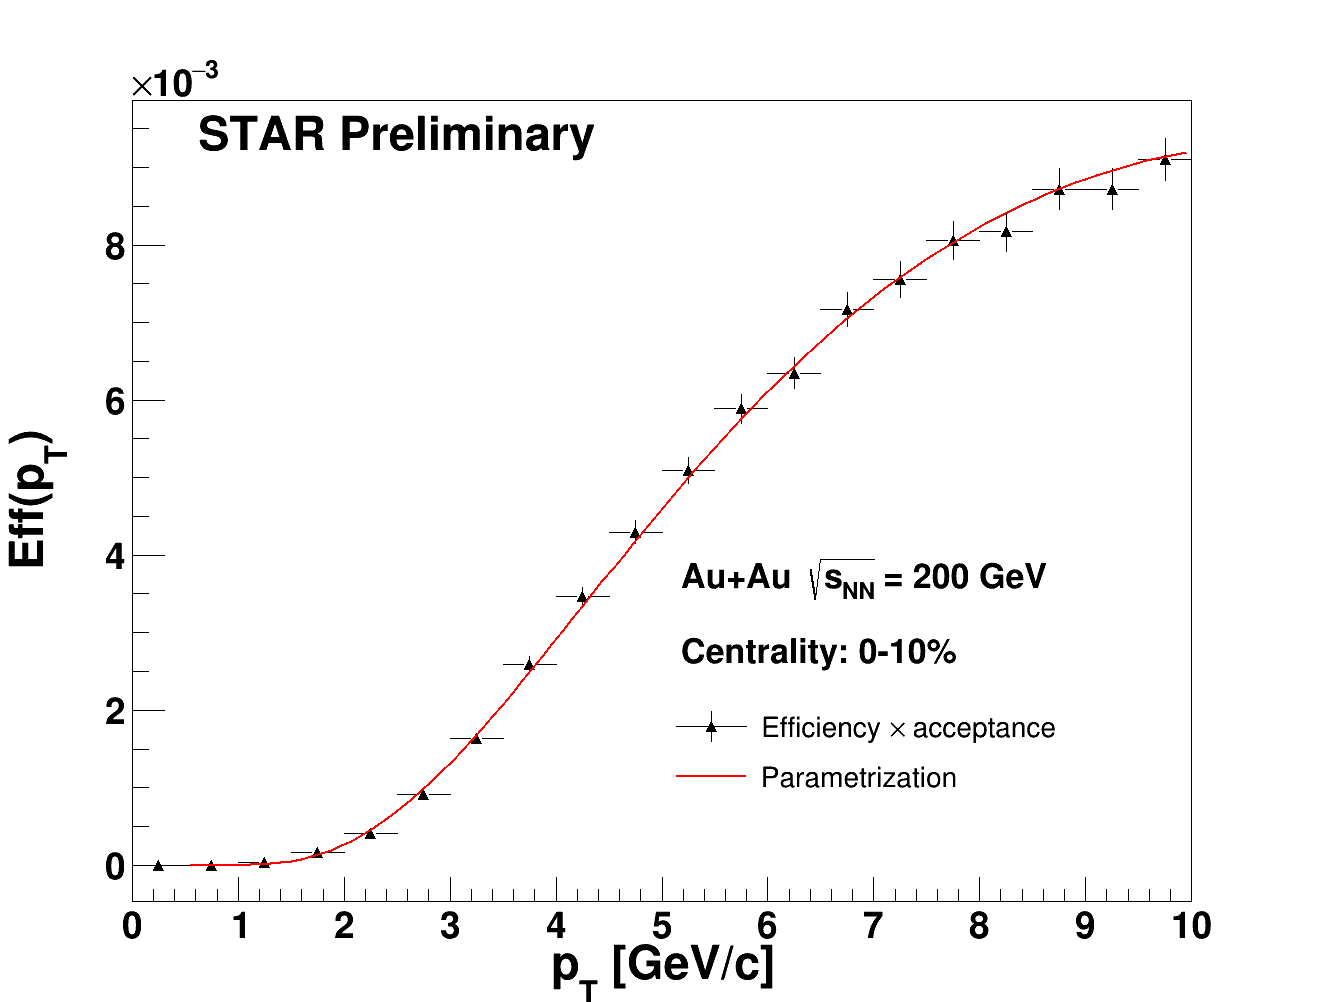 ×10⁻³
STAR Preliminary
8
6
4
2
0
Eff(p_T)
Au+Au √s_NN = 200 GeV
Centrality: 0-10%
Efficiency × acceptance
Parametrization
0 1 2 3 4 5 6 7 8 9 10
p_T [GeV/c]